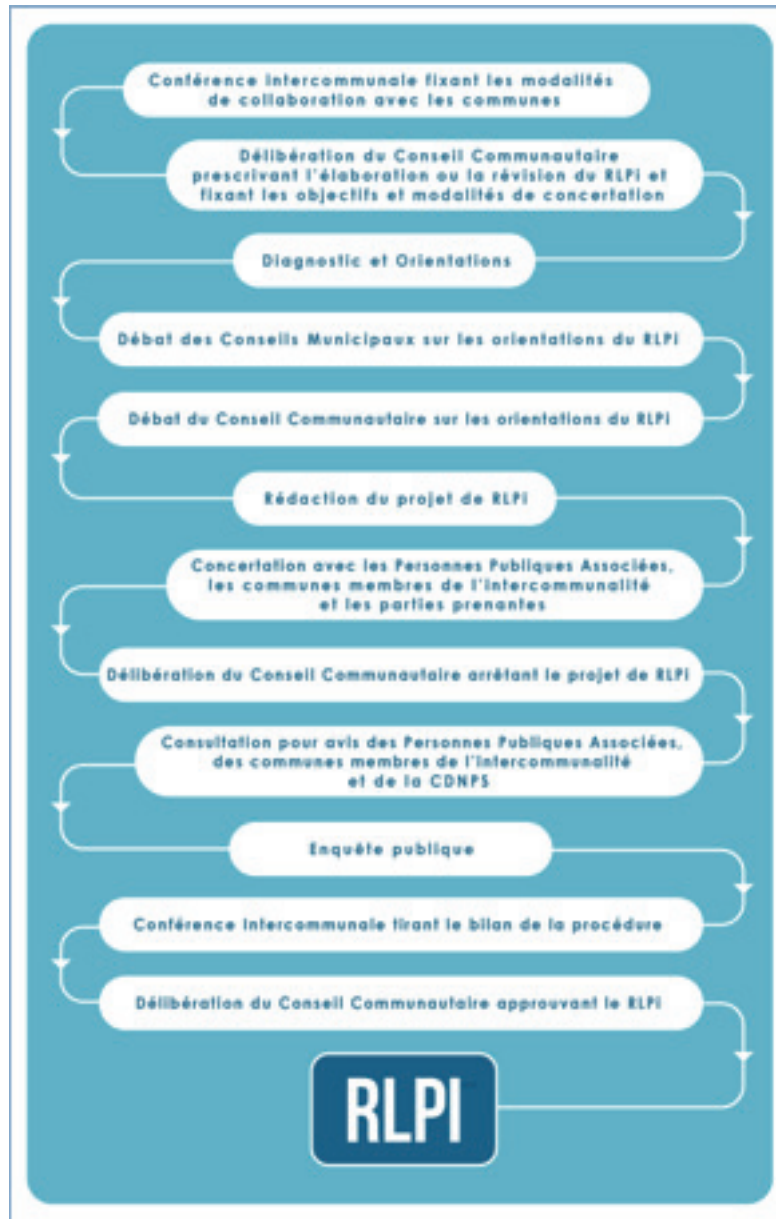 Conférence Intercommunale fixant les modalités
de collaboration avec les communes
Délibération du Conseil Communautaire
prescrivant l'élaboration ou la révision du RLPi et
fixant les objectifs et modalités de concertation
Diagnostic et Orientations
Débat des Conseils Municipaux sur les orientations du RLPi
Débat du Conseil Communautaire sur les orientations du RLPi
Rédaction du projet de RLPi
Concertation avec les Personnes Publiques Associées,
les communes membres de l'intercommunalité
et les parties prenantes
Délibération du Conseil Communautaire arrêtant le projet de RLPi
Consultation pour avis des Personnes Publiques Associées,
des communes membres de l'intercommunalité
et de la CDNPS
Enquête publique
Conférence Intercommunale tirant le bilan de la procédure
Délibération du Conseil Communautaire approuvant le RLPi
RLPI